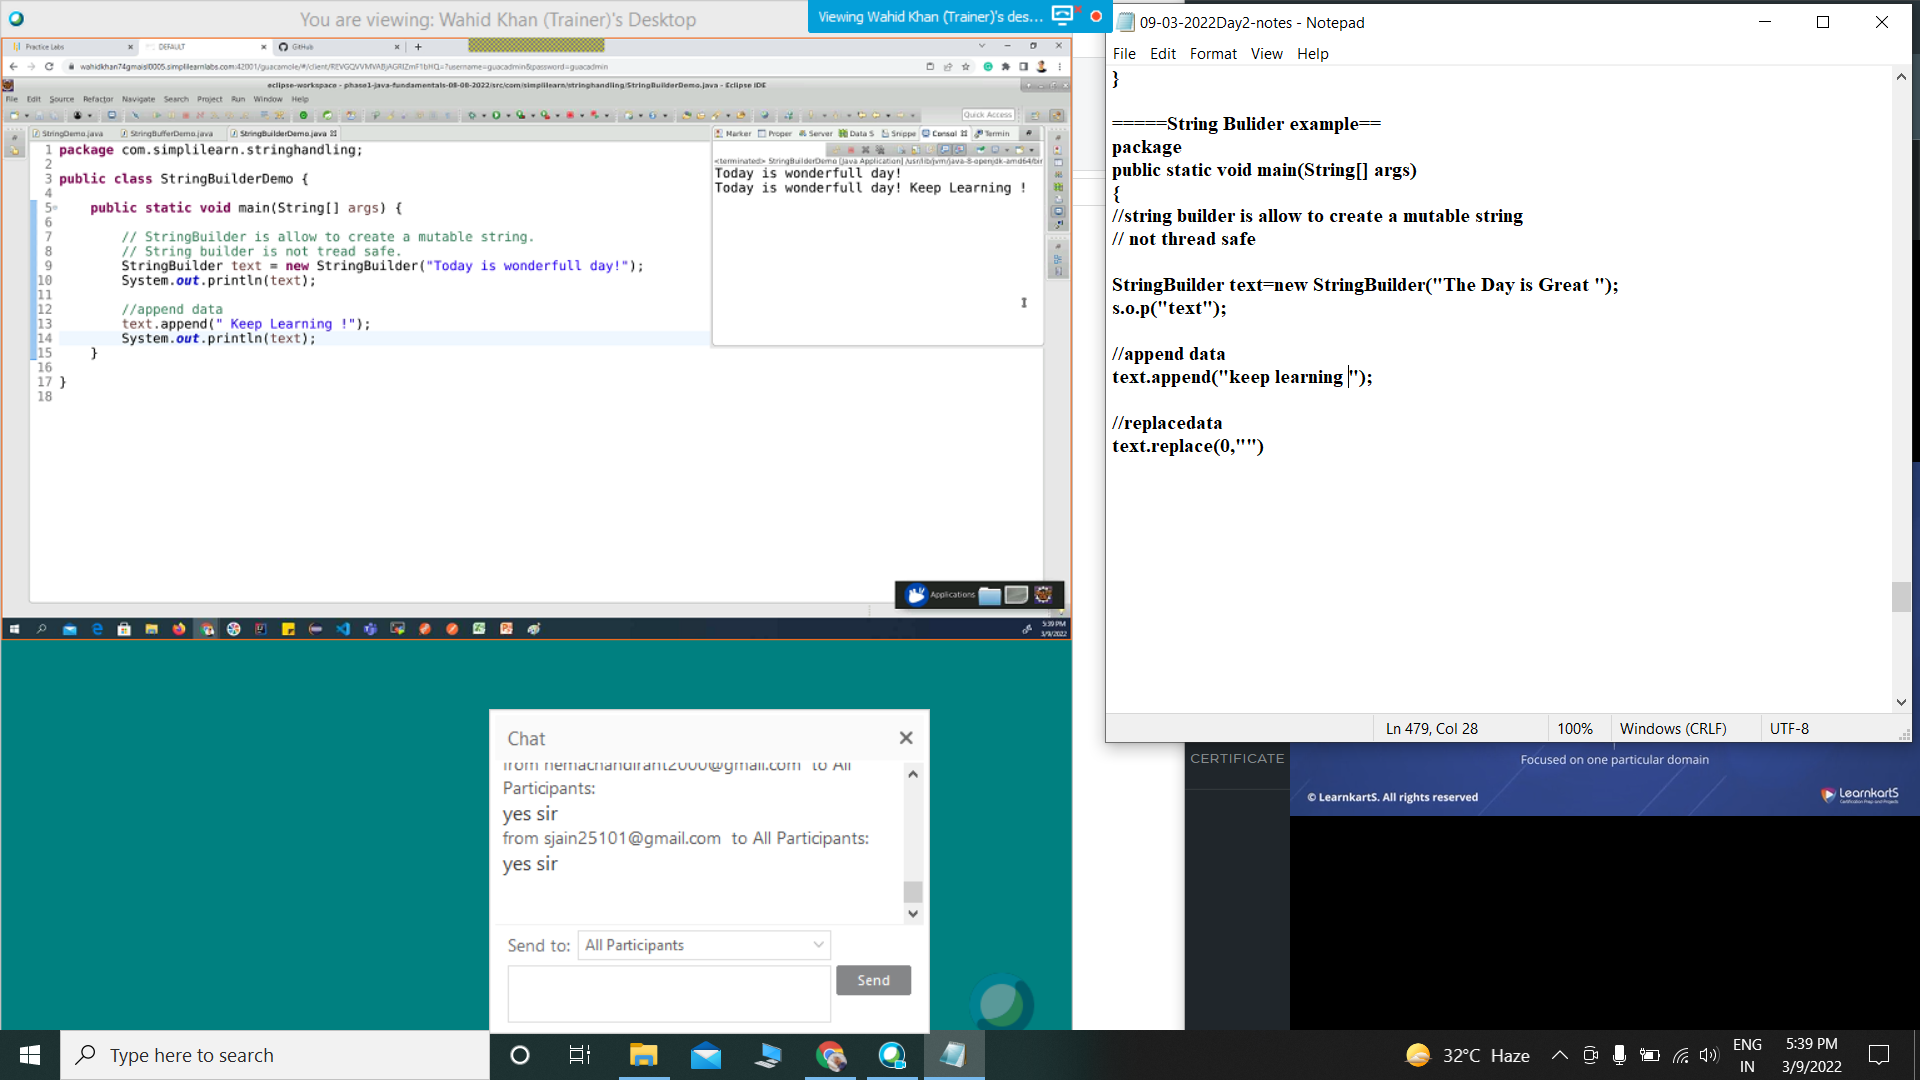 You are viewing: Wahid Khan (Trainer)'s Desktop
Viewing Wahid Khan (Trainer)'s des...
Practice Labs
DEFAULT
GitHub
eclipse-workspace - phase1-java-fundamentals-08-08-2022/src/com/simplilearn/stringhandling/StringBuilderDemo.java - Eclipse IDE
File Edit Source Refactor Navigate Search Project Run Window Help
Quick Access
StringDemo.java StringBufferDemo.java StringBuilderDemo.java
Marker Proper Server Data S Snippe Consol Termin
<terminated> StringBuilderDemo [Java Application] /usr/lib/jvm/java-8-openjdk-amd64/bin
Today is wonderfull day!
Today is wonderfull day! Keep Learning !
1 package com.simplilearn.stringhandling;
2
3 public class StringBuilderDemo {
4
5 public static void main(String[] args) {
6
7 // StringBuilder is allow to create a mutable string.
8 // String builder is not tread safe.
9 StringBuilder text = new StringBuilder("Today is wonderfull day!");
10 System.out.println(text);
11
12 //append data
13 text.append(" Keep Learning !");
14 System.out.println(text);
15 }
16
17 }
18
Applications
5:39 PM
3/9/2022
09-03-2022Day2-notes - Notepad
File Edit Format View Help
}
=====String Bulider example==
package
public static void main(String[] args)
{
//string builder is allow to create a mutable string
// not thread safe
StringBuilder text=new StringBuilder("The Day is Great ");
s.o.p("text");
//append data
text.append("keep learning ");
//replacedata
text.replace(0,"")
Ln 479, Col 28
100%
Windows (CRLF)
UTF-8
CERTIFICATE
Focused on one particular domain
© LearnkartS. All rights reserved
LearnkartS
Chat
from hemachandirant2000@gmail.com to All
Participants:
yes sir
from sjain25101@gmail.com to All Participants:
yes sir
Send to: All Participants
Send
Type here to search
32°C Haze
ENG
IN
5:39 PM
3/9/2022